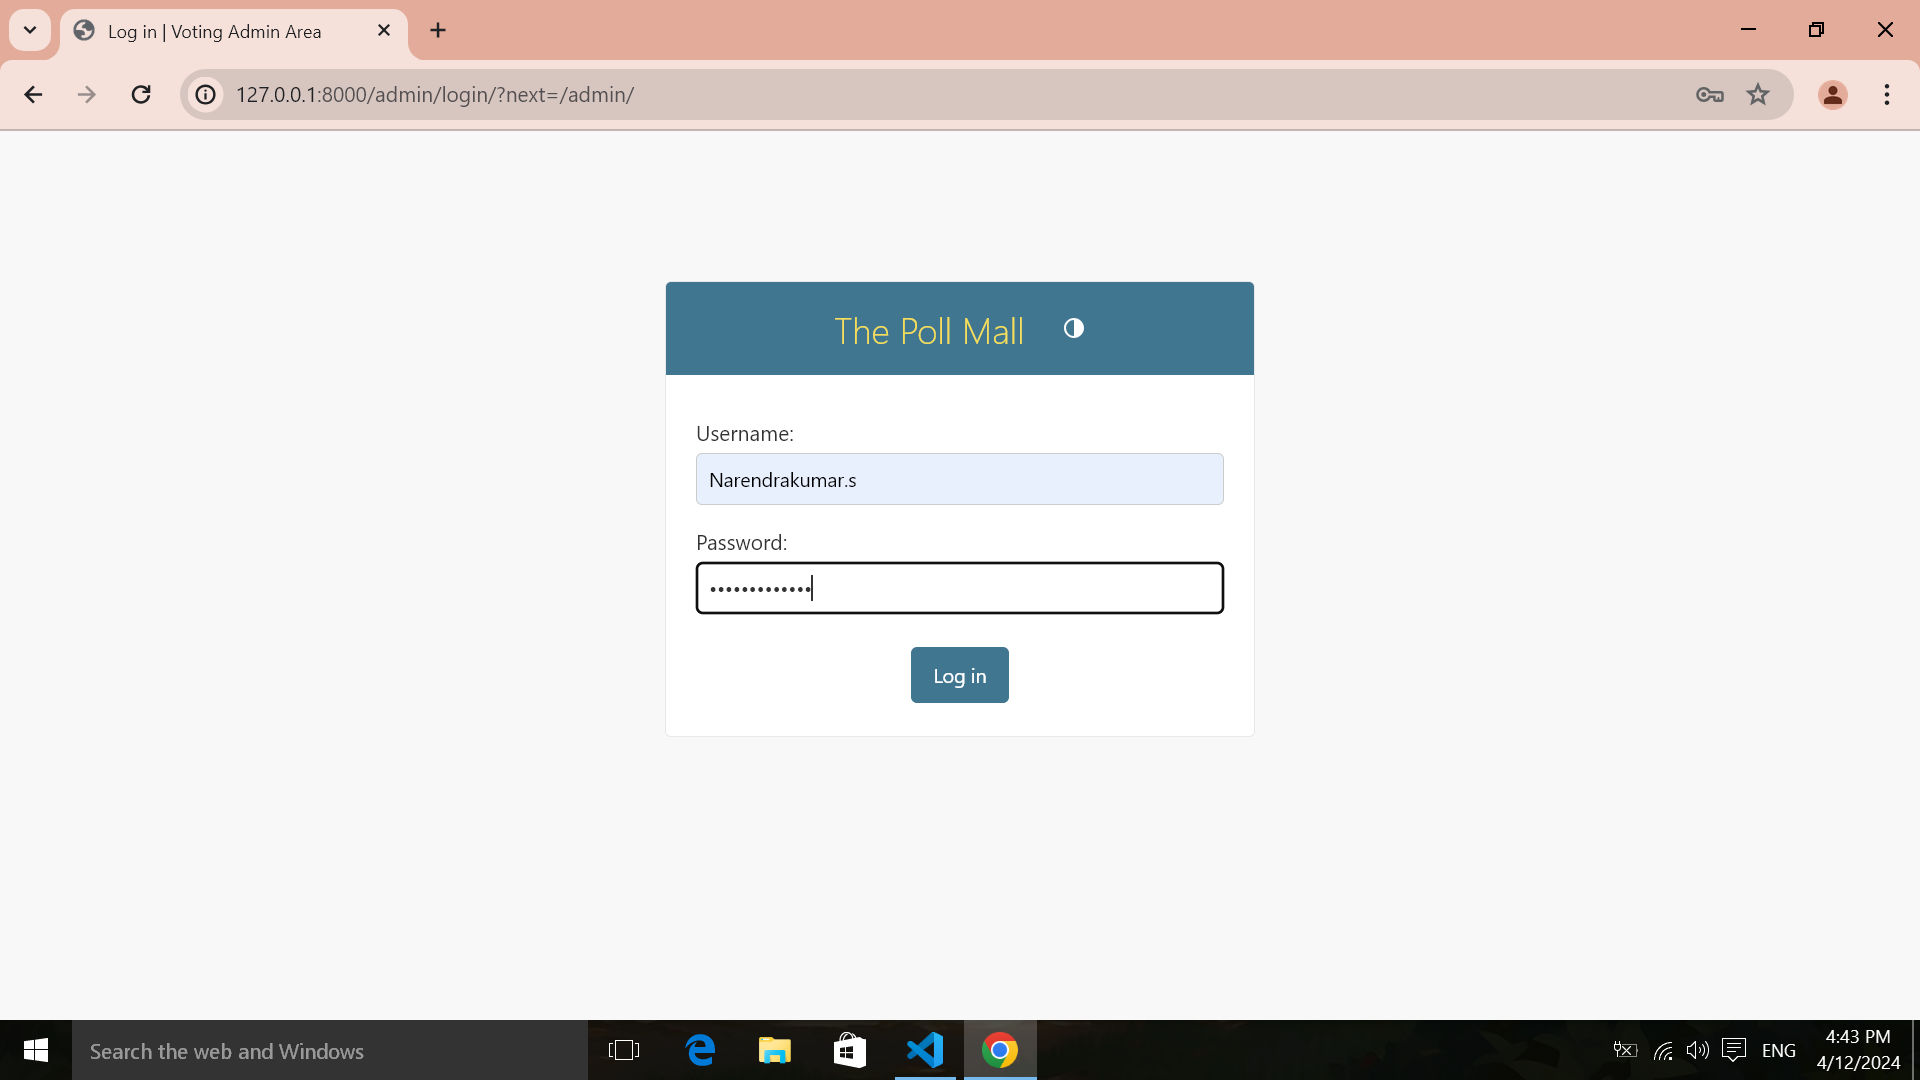 Log in | Voting Admin Area
127.0.0.1:8000/admin/login/?next=/admin/
The Poll Mall
Username:
Narendrakumar.s
Password:
•••••••••••••
Log in
Search the web and Windows
ENG
4:43 PM
4/12/2024